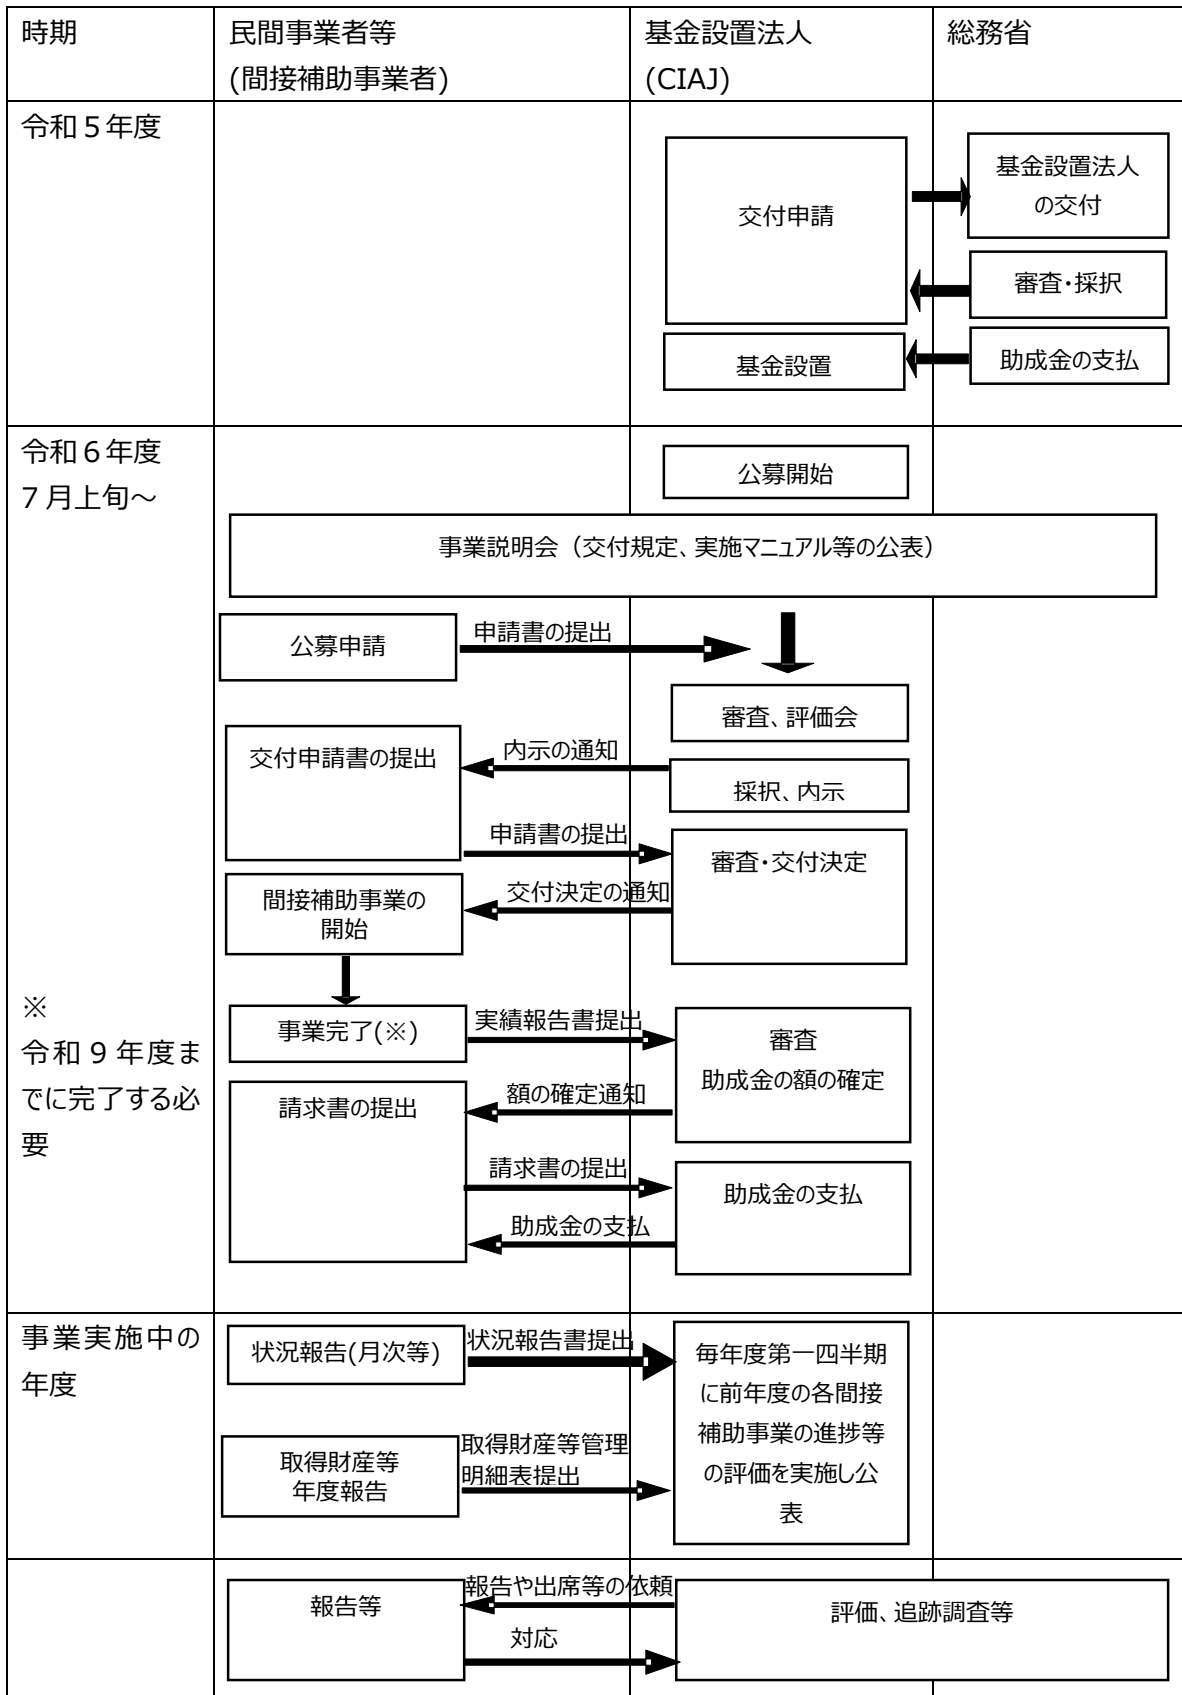 時期
民間事業者等
(間接補助事業者)
基金設置法人
(CIAJ)
総務省
令和5年度
交付申請
基金設置法人
の交付
審査・採択
基金設置
助成金の支払
令和6年度
7月上旬～
公募開始
事業説明会（交付規定、実施マニュアル等の公表）
公募申請
申請書の提出
審査、評価会
交付申請書の提出
内示の通知
採択、内示
申請書の提出
審査・交付決定
交付決定の通知
間接補助事業の
開始
※
令和9年度ま
でに完了する必
要
事業完了(※)
実績報告書提出
審査
助成金の額の確定
額の確定通知
請求書の提出
請求書の提出
助成金の支払
助成金の支払
事業実施中の
年度
状況報告(月次等)
状況報告書提出
毎年度第一四半期
に前年度の各間接
補助事業の進捗等
の評価を実施し公
表
取得財産等
年度報告
取得財産等管理
明細表提出
報告等
報告や出席等の依頼
対応
評価、追跡調査等